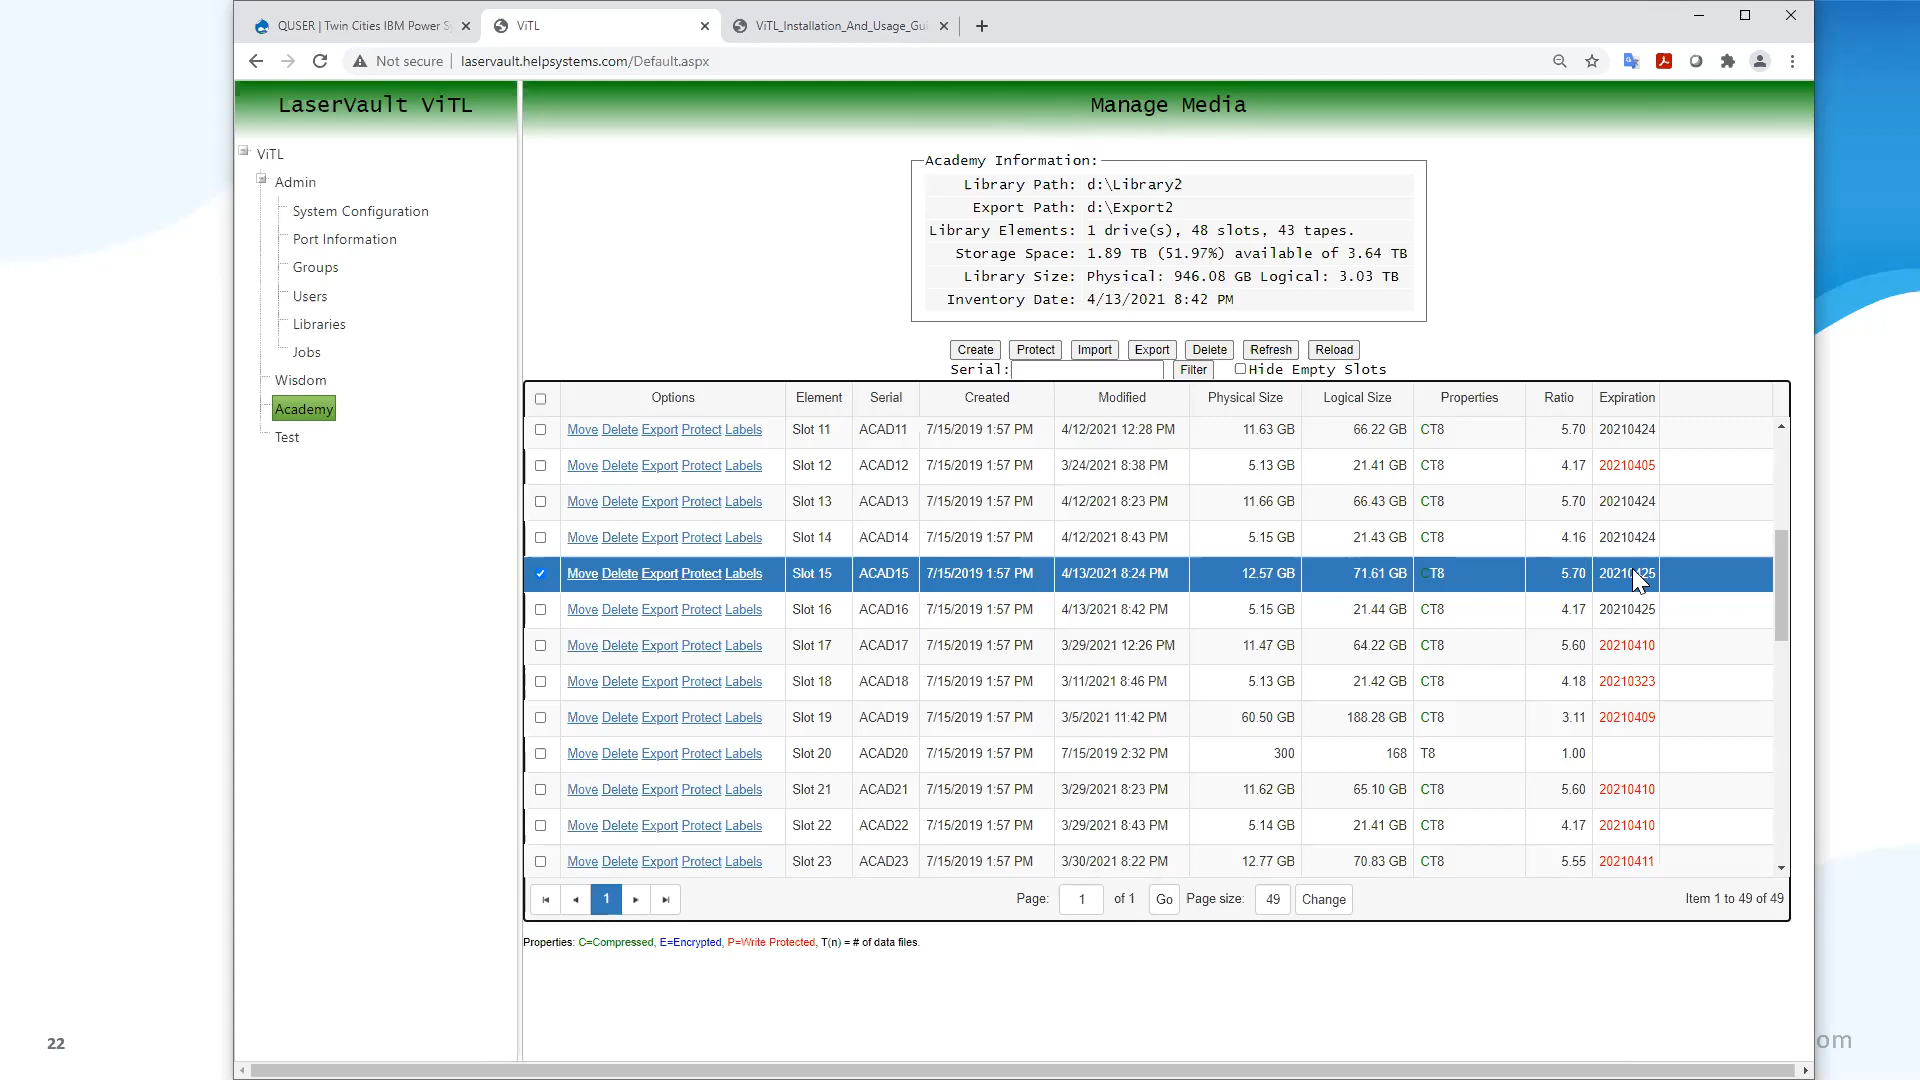 QUSER | Twin Cities IBM Power S
ViTL
ViTL_Installation_And_Usage_Gui
Not secure | laservault.helpsystems.com/Default.aspx
LaserVault ViTL
Manage Media
ViTL
Admin
System Configuration
Port Information
Groups
Users
Libraries
Jobs
Wisdom
Academy
Test
Academy Information:
Library Path: d:\Library2
Export Path: d:\Export2
Library Elements: 1 drive(s), 48 slots, 43 tapes.
Storage Space: 1.89 TB (51.97%) available of 3.64 TB
Library Size: Physical: 946.08 GB Logical: 3.03 TB
Inventory Date: 4/13/2021 8:42 PM
Create Protect Import Export Delete Refresh Reload
Serial: Filter Hide Empty Slots
Options Element Serial Created Modified Physical Size Logical Size Properties Ratio Expiration
Move Delete Export Protect Labels Slot 11 ACAD11 7/15/2019 1:57 PM 4/12/2021 12:28 PM 11.63 GB 66.22 GB CT8 5.70 20210424
Move Delete Export Protect Labels Slot 12 ACAD12 7/15/2019 1:57 PM 3/24/2021 8:38 PM 5.13 GB 21.41 GB CT8 4.17 20210405
Move Delete Export Protect Labels Slot 13 ACAD13 7/15/2019 1:57 PM 4/12/2021 8:23 PM 11.66 GB 66.43 GB CT8 5.70 20210424
Move Delete Export Protect Labels Slot 14 ACAD14 7/15/2019 1:57 PM 4/12/2021 8:43 PM 5.15 GB 21.43 GB CT8 4.16 20210424
Move Delete Export Protect Labels Slot 15 ACAD15 7/15/2019 1:57 PM 4/13/2021 8:24 PM 12.57 GB 71.61 GB CT8 5.70 20210425
Move Delete Export Protect Labels Slot 16 ACAD16 7/15/2019 1:57 PM 4/13/2021 8:42 PM 5.15 GB 21.44 GB CT8 4.17 20210425
Move Delete Export Protect Labels Slot 17 ACAD17 7/15/2019 1:57 PM 3/29/2021 12:26 PM 11.47 GB 64.22 GB CT8 5.60 20210410
Move Delete Export Protect Labels Slot 18 ACAD18 7/15/2019 1:57 PM 3/11/2021 8:46 PM 5.13 GB 21.42 GB CT8 4.18 20210323
Move Delete Export Protect Labels Slot 19 ACAD19 7/15/2019 1:57 PM 3/5/2021 11:42 PM 60.50 GB 188.28 GB CT8 3.11 20210409
Move Delete Export Protect Labels Slot 20 ACAD20 7/15/2019 1:57 PM 7/15/2019 2:32 PM 300 168 T8 1.00
Move Delete Export Protect Labels Slot 21 ACAD21 7/15/2019 1:57 PM 3/29/2021 8:23 PM 11.62 GB 65.10 GB CT8 5.60 20210410
Move Delete Export Protect Labels Slot 22 ACAD22 7/15/2019 1:57 PM 3/29/2021 8:43 PM 5.14 GB 21.41 GB CT8 4.17 20210410
Move Delete Export Protect Labels Slot 23 ACAD23 7/15/2019 1:57 PM 3/30/2021 8:22 PM 12.77 GB 70.83 GB CT8 5.55 20210411
1 Page: 1 of 1 Go Page size: 49 Change Item 1 to 49 of 49
Properties: C=Compressed, E=Encrypted, P=Write Protected, T(n) = # of data files.
22
om